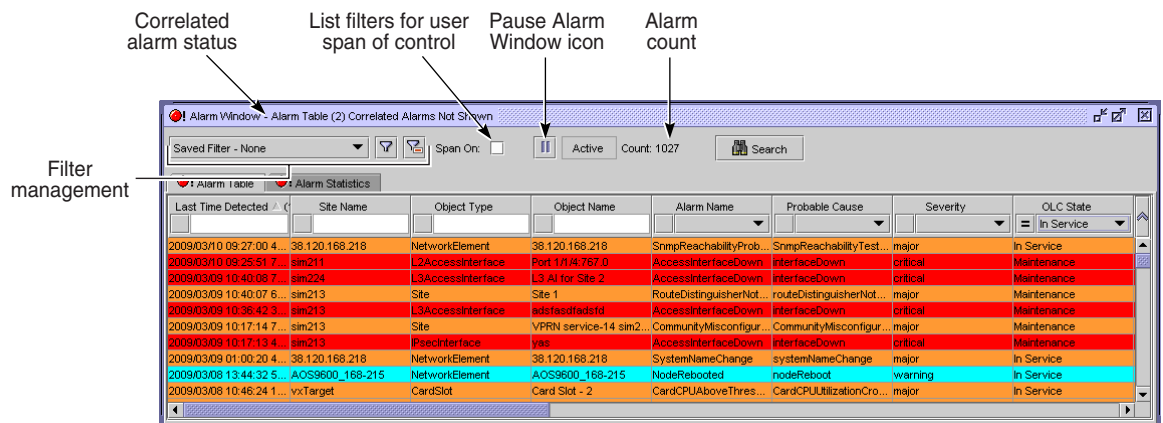 Correlated
alarm status
List filters for user
span of control
Pause Alarm
Window icon
Alarm
count
Filter
management
Alarm Window - Alarm Table (2) Correlated Alarms Not Shown
Saved Filter - None
Span On:
Active
Count: 1027
Search
Alarm Table
Alarm Statistics
Last Time Detected Site Name Object Type Object Name Alarm Name Probable Cause Severity OLC State
= In Service
2009/03/10 09:27:00 4... 38.120.168.218 NetworkElement 38.120.168.218 SnmpReachabilityProb... SnmpReachabilityTest... major In Service
2009/03/10 09:25:51 7... sim211 L2AccessInterface Port 1/1/4:767.0 AccessInterfaceDown interfaceDown critical Maintenance
2009/03/09 10:40:08 7... sim224 L3AccessInterface L3 AI for Site 2 AccessInterfaceDown interfaceDown critical Maintenance
2009/03/09 10:40:07 6... sim213 Site Site 1 RouteDistinguisherNot... routeDistinguisherNot... major Maintenance
2009/03/09 10:36:42 3... sim213 L3AccessInterface adsfasdfadsfd AccessInterfaceDown interfaceDown critical Maintenance
2009/03/09 10:17:14 7... sim213 Site VPRN service-14 sim2... CommunityMisconfigur... CommunityMisconfigur... major Maintenance
2009/03/09 10:17:13 4... sim213 IPsecInterface yas AccessInterfaceDown interfaceDown critical Maintenance
2009/03/09 01:00:20 4... 38.120.168.218 NetworkElement 38.120.168.218 SystemNameChange systemNameChange major In Service
2009/03/08 13:44:32 5... AOS9600_168-215 NetworkElement AOS9600_168-215 NodeRebooted nodeReboot warning In Service
2009/03/08 10:46:24 1... vxTarget CardSlot Card Slot - 2 CardCPUAboveThres... CardCPUUtilizationCro... major In Service